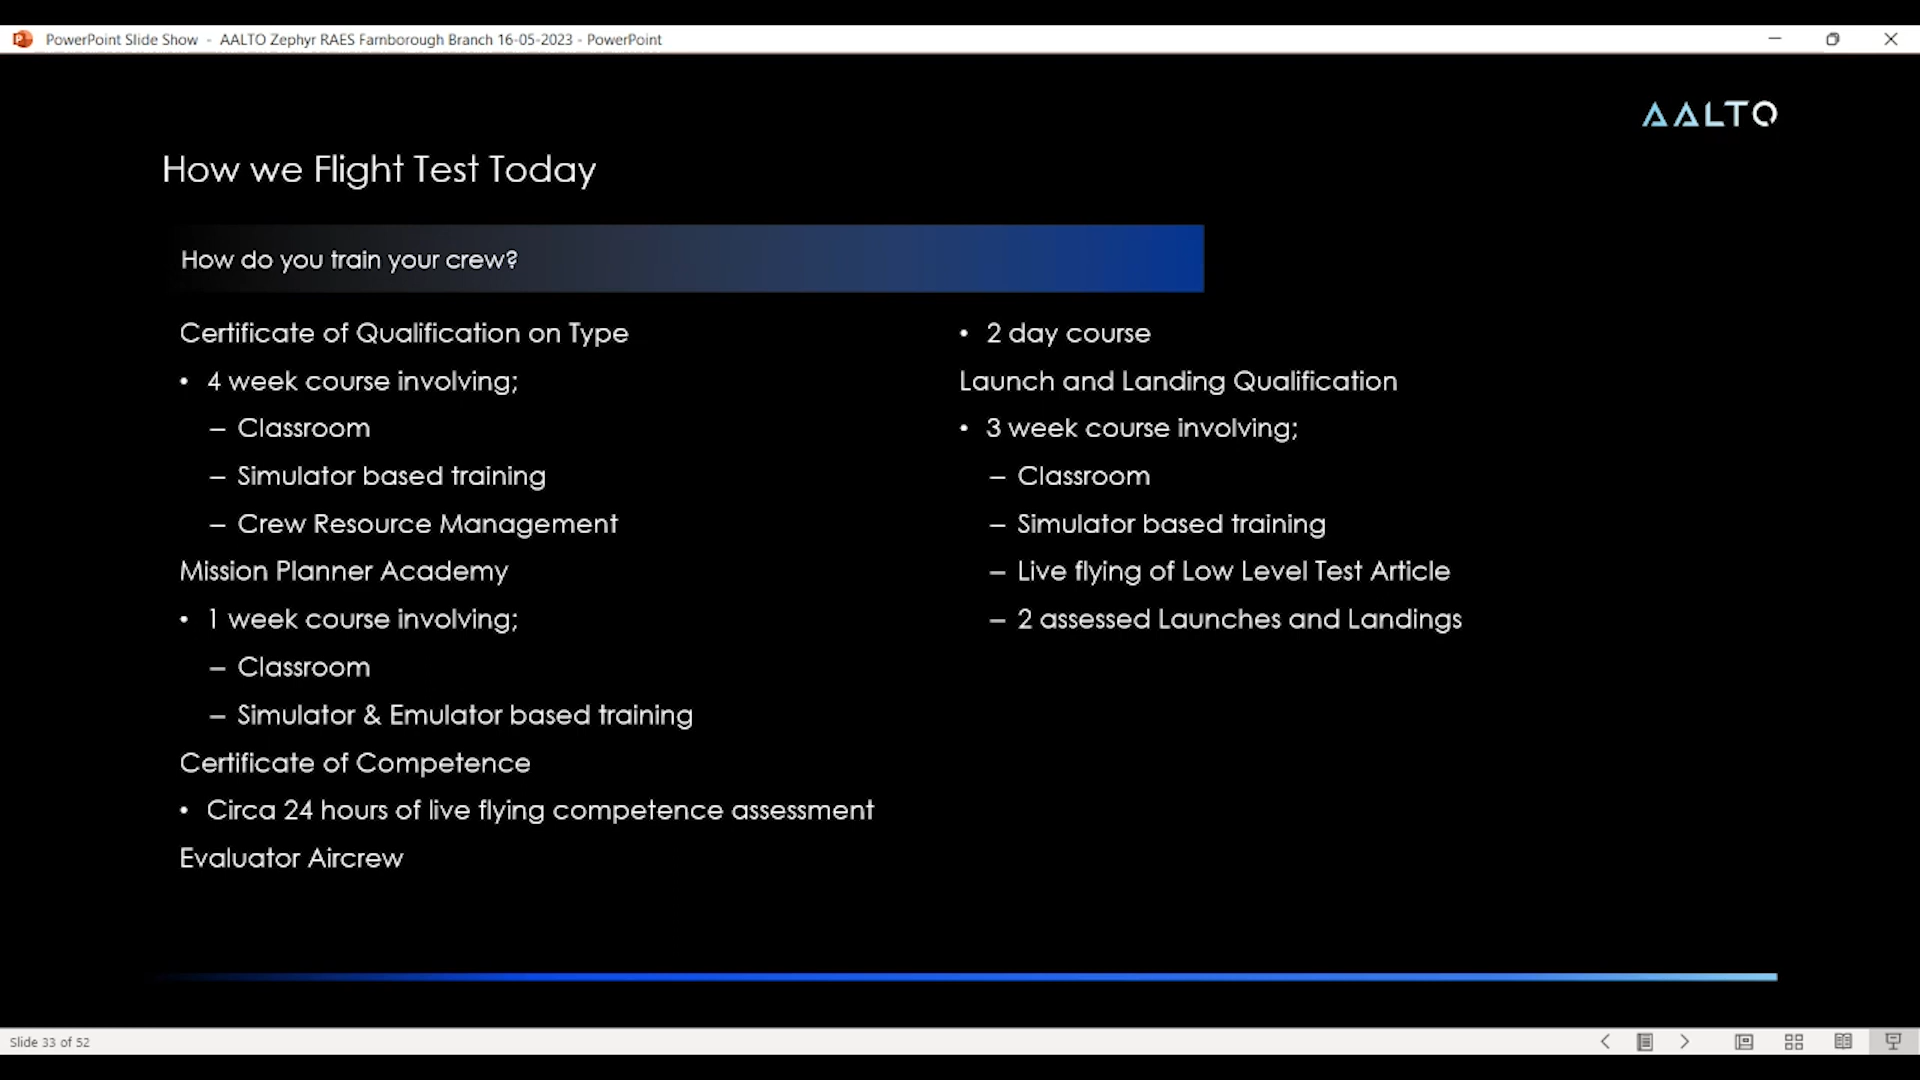 PowerPoint Slide Show - AALTO Zephyr RAES Farnborough Branch 16-05-2023 - PowerPoint
AALTO
How we Flight Test Today
How do you train your crew?
Certificate of Qualification on Type
• 4 week course involving;
– Classroom
– Simulator based training
– Crew Resource Management
Mission Planner Academy
• 1 week course involving;
– Classroom
– Simulator & Emulator based training
Certificate of Competence
• Circa 24 hours of live flying competence assessment
Evaluator Aircrew
• 2 day course
Launch and Landing Qualification
• 3 week course involving;
– Classroom
– Simulator based training
– Live flying of Low Level Test Article
– 2 assessed Launches and Landings
Slide 33 of 52